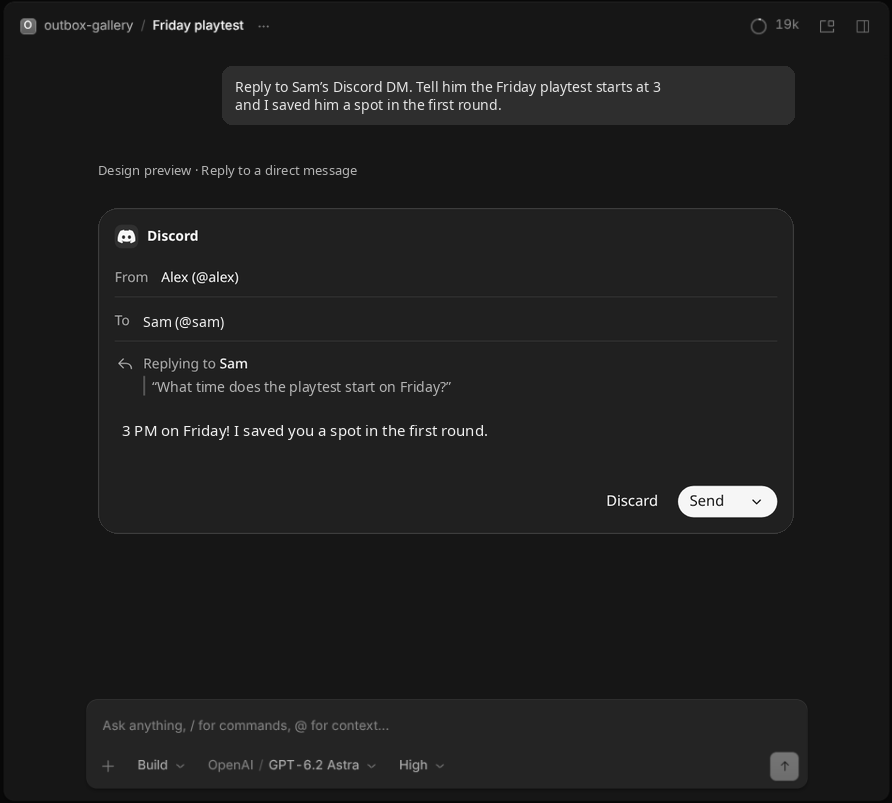 O outbox-gallery / Friday playtest ...
19k
Reply to Sam’s Discord DM. Tell him the Friday playtest starts at 3
and I saved him a spot in the first round.
Design preview · Reply to a direct message
Discord
From Alex (@alex)
To Sam (@sam)
Replying to Sam
“What time does the playtest start on Friday?”
3 PM on Friday! I saved you a spot in the first round.
Discard Send
Ask anything, / for commands, @ for context...
Build OpenAI / GPT-6.2 Astra High